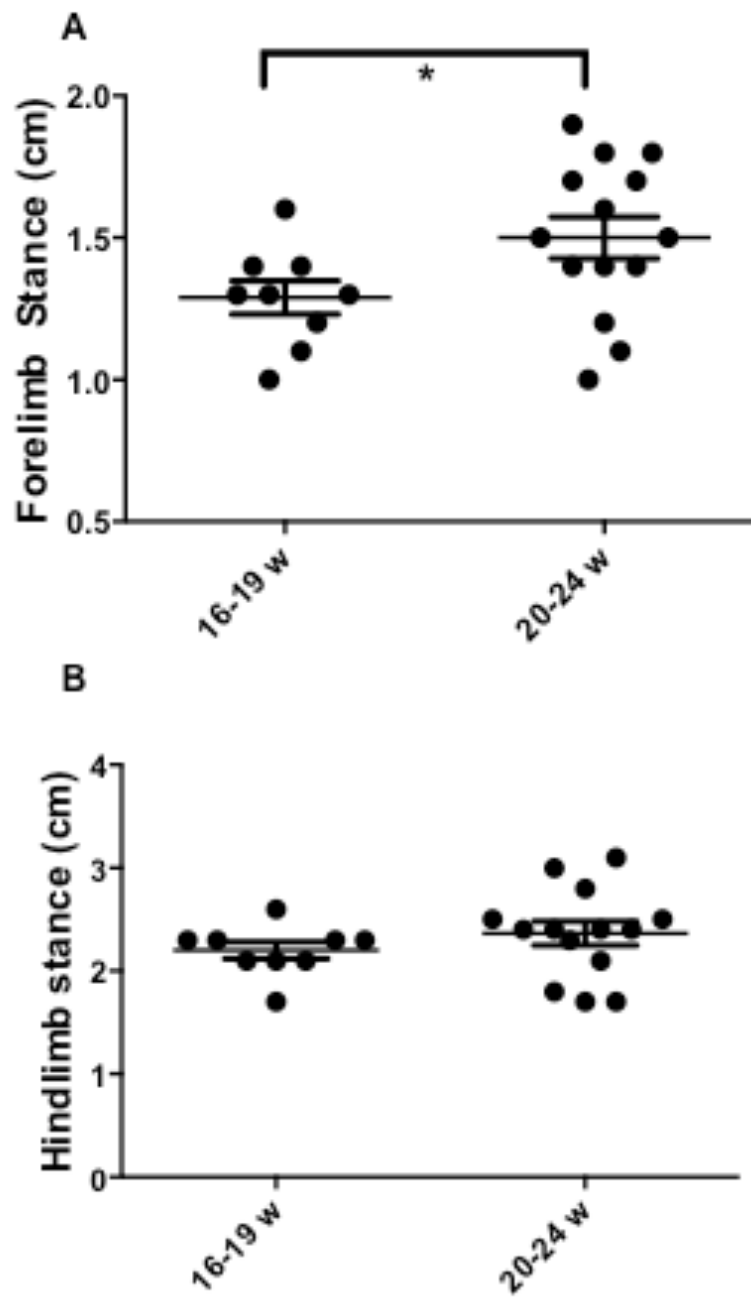 A
*
Forelimb Stance (cm)
2.0
1.5
1.0
0.5
16-19 w
20-24 w
B
Hindlimb stance (cm)
4
3
2
1
0
16-19 w
20-24 w